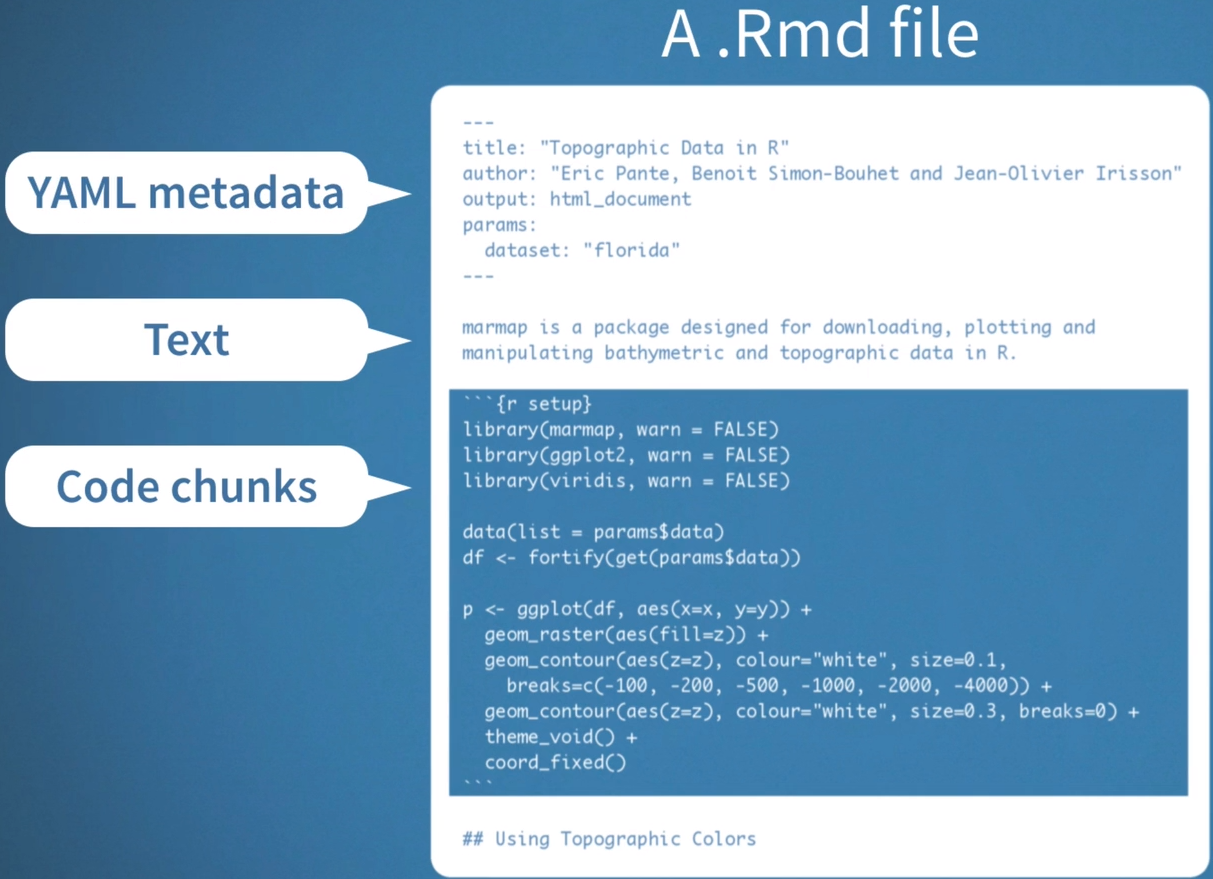 A .Rmd file
YAML metadata
Text
Code chunks
---
title: "Topographic Data in R"
author: "Eric Pante, Benoit Simon-Bouhet and Jean-Olivier Irisson"
output: html_document
params:
  dataset: "florida"
---

marmap is a package designed for downloading, plotting and
manipulating bathymetric and topographic data in R.

```{r setup}
library(marmap, warn = FALSE)
library(ggplot2, warn = FALSE)
library(viridis, warn = FALSE)

data(list = params$data)
df <- fortify(get(params$data))

p <- ggplot(df, aes(x=x, y=y)) +
  geom_raster(aes(fill=z)) +
  geom_contour(aes(z=z), colour="white", size=0.1,
    breaks=c(-100, -200, -500, -1000, -2000, -4000)) +
  geom_contour(aes(z=z), colour="white", size=0.3, breaks=0) +
  theme_void() +
  coord_fixed()
```

## Using Topographic Colors